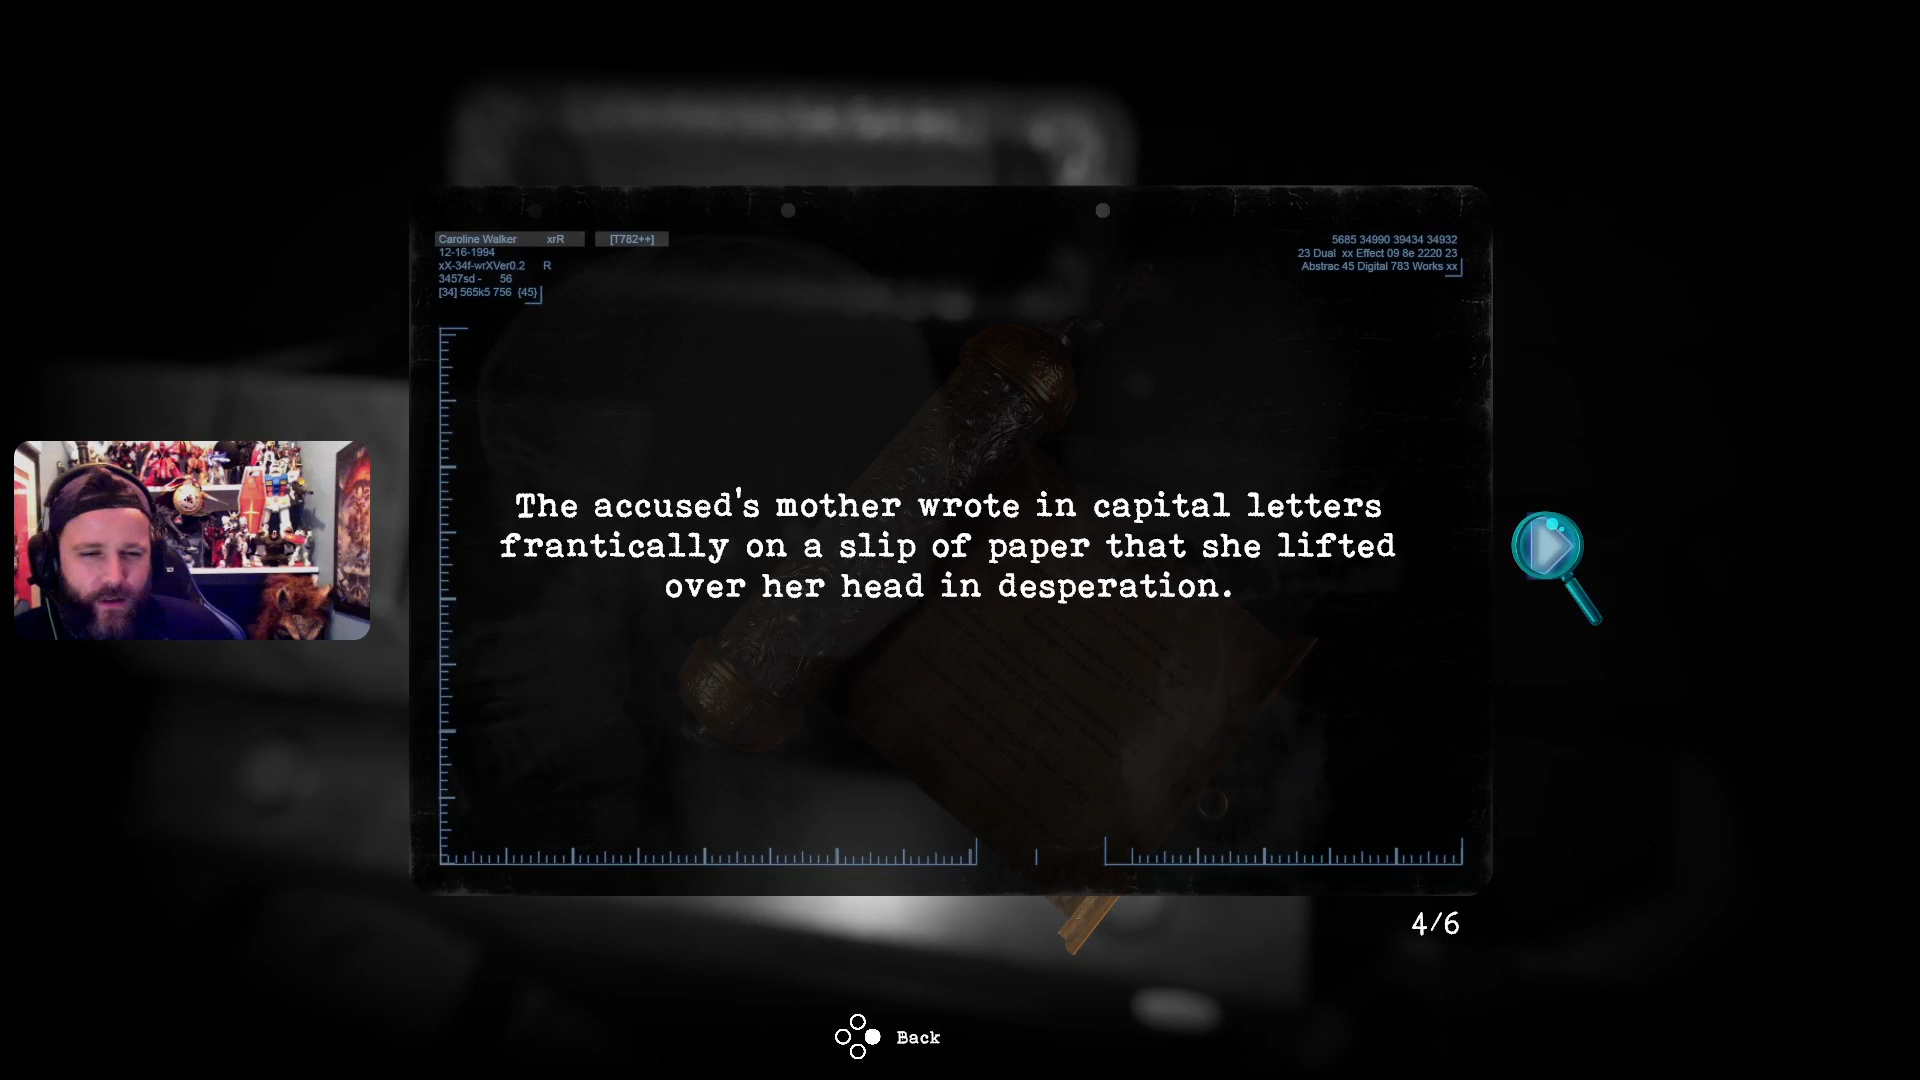 Caroline Walker xrR [T782++]
12-16-1994
xX-34f-wrXVer0.2 R
3457sd - 56
[34] 565k5 756 {45}
5685 34990 39434 34932
23 Dual xx Effect 09 8e 2220 23
Abstrac 45 Digital 783 Works xx
The accused's mother wrote in capital letters
frantically on a slip of paper that she lifted
over her head in desperation.
4/6
Back